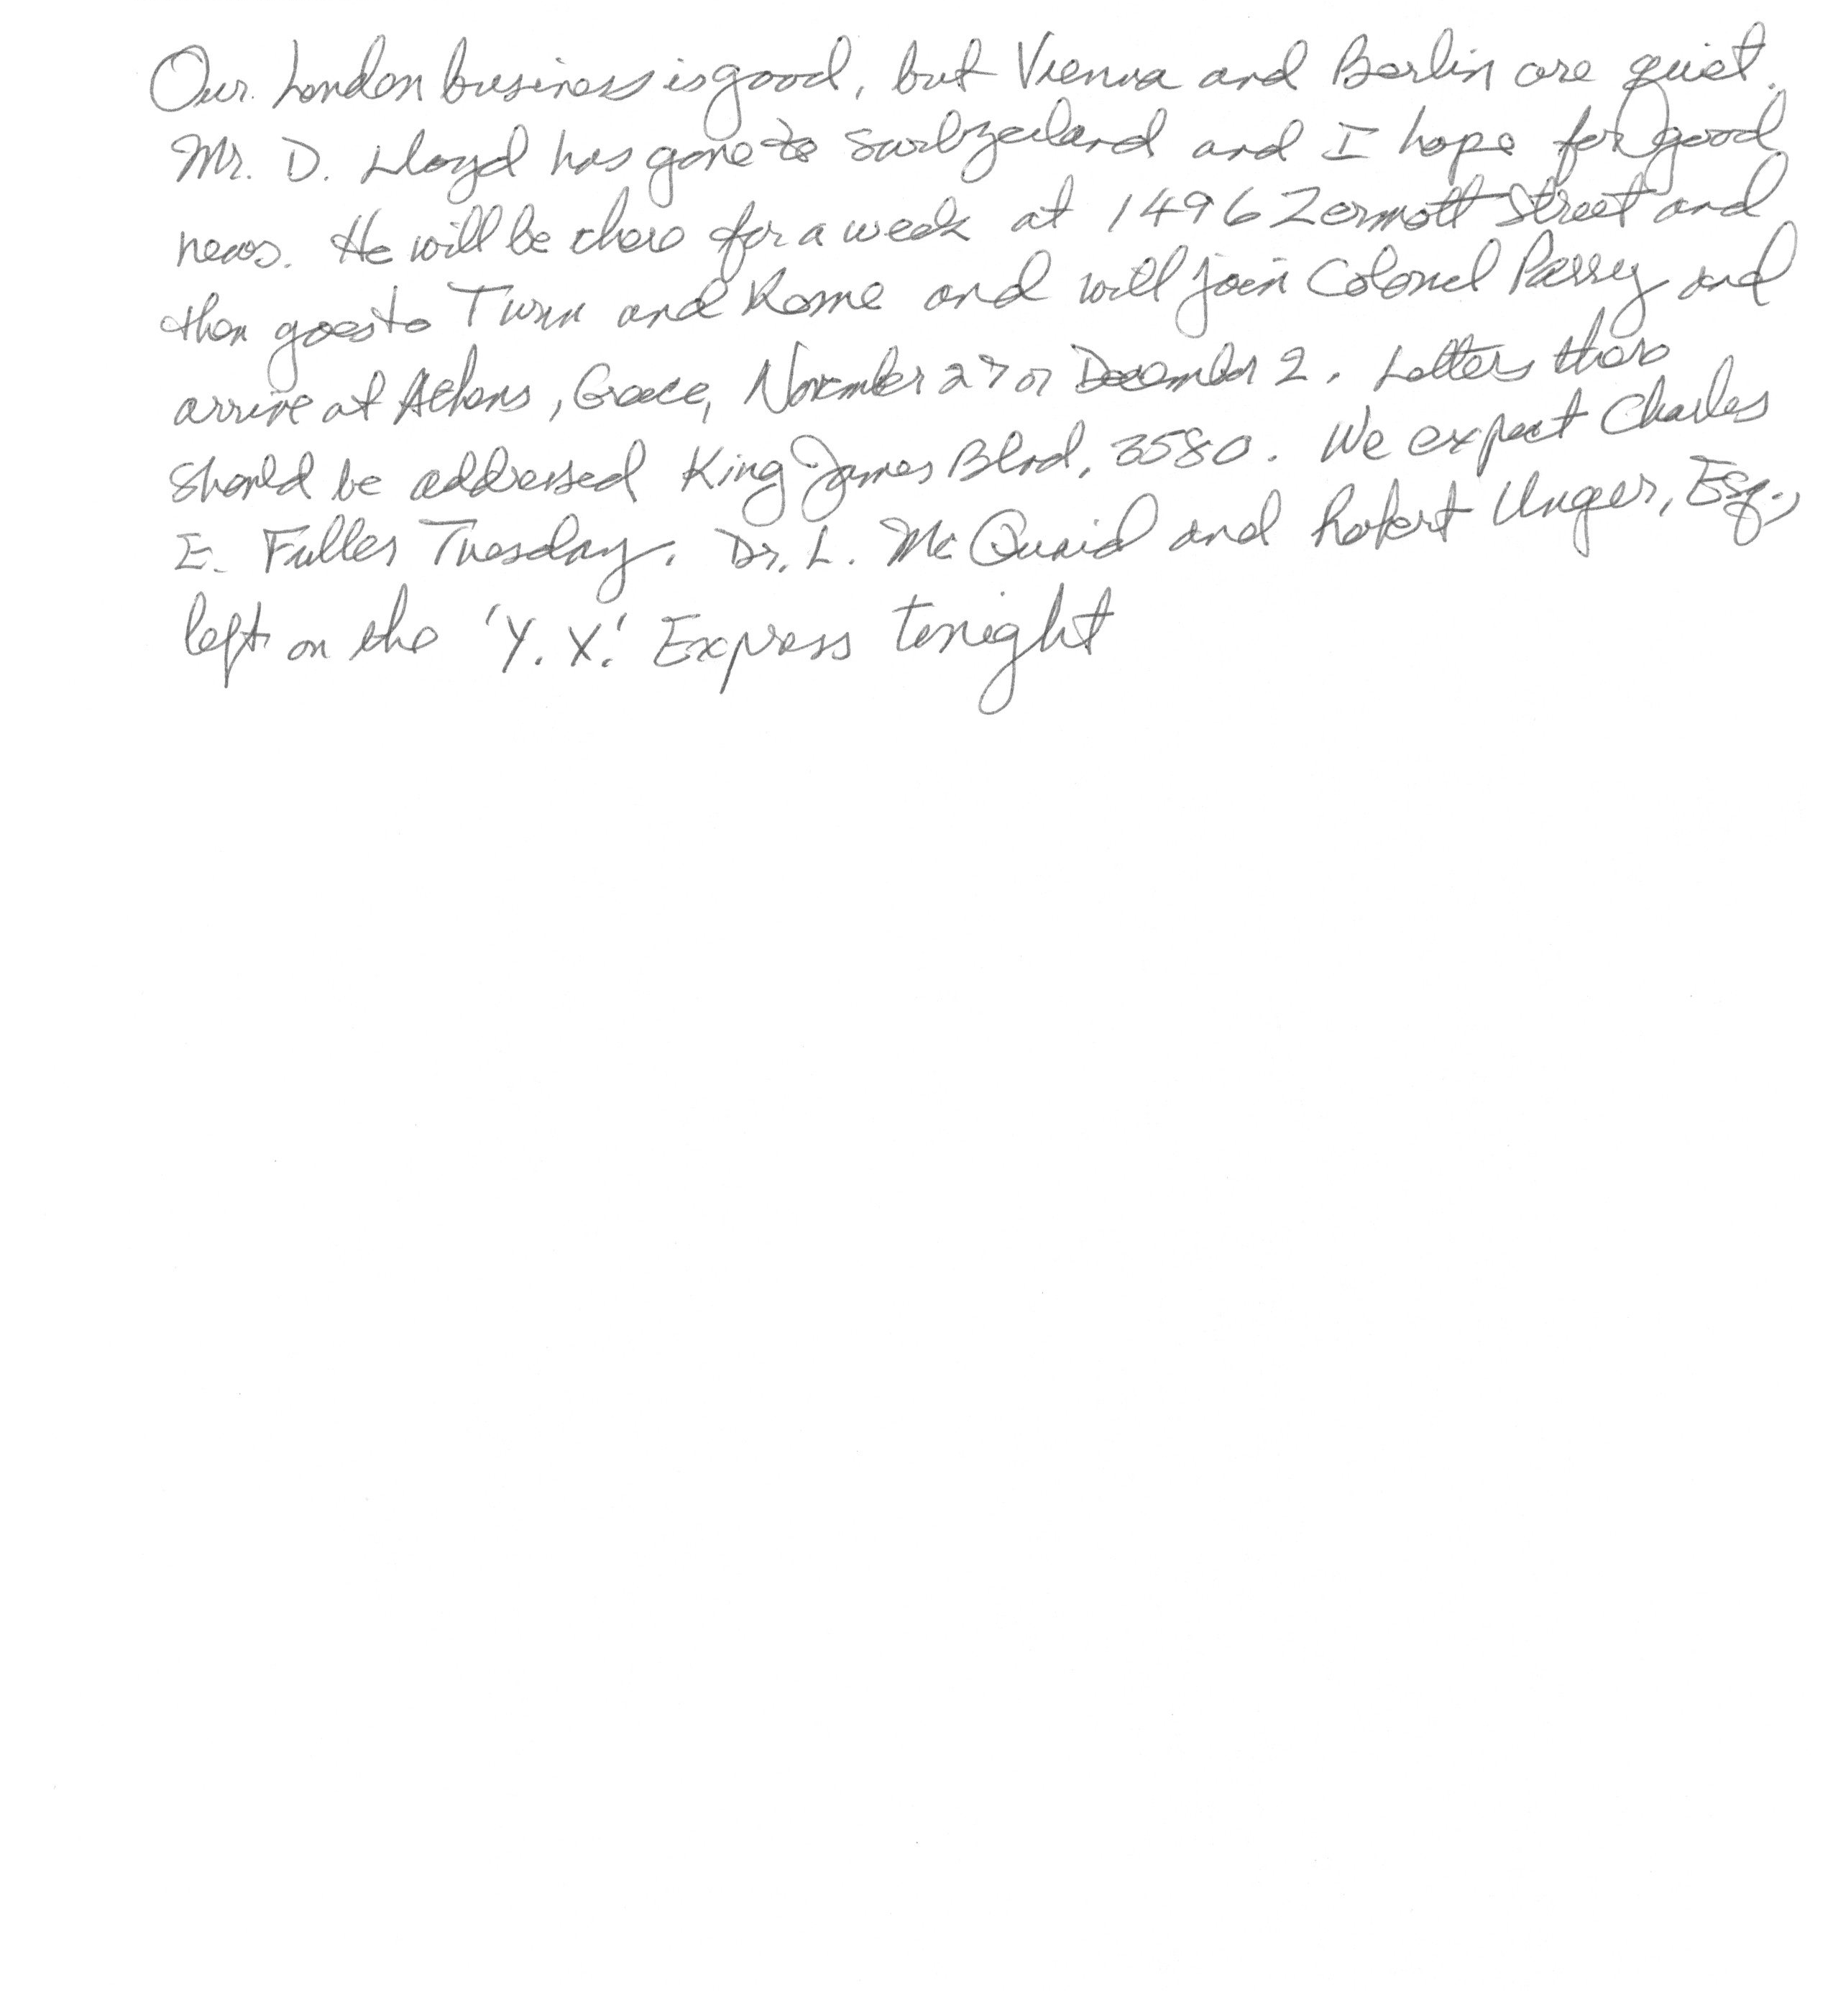 Our London business is good, but Vienna and Berlin are quiet.
Mr. D. Lloyd has gone to Switzerland and I hope for good
news. He will be there for a week at 1496 Zermott Street and
then goes to Turin and Rome and will join Colonel Parry and
arrive at Athens, Greece, November 27 or December 2. Letters there
should be addressed King James Blvd, 3580. We expect Charles
E. Fuller Tuesday. Dr. L. McQuaid and Robert Unger, Esq.,
left on the 'Y.X.' Express tonight